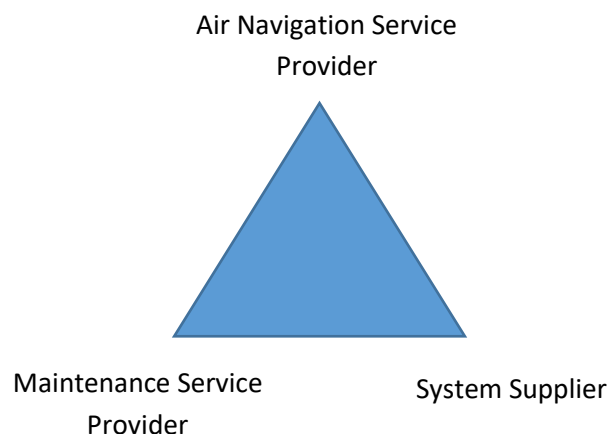 Air Navigation Service
Provider
Maintenance Service
Provider
System Supplier